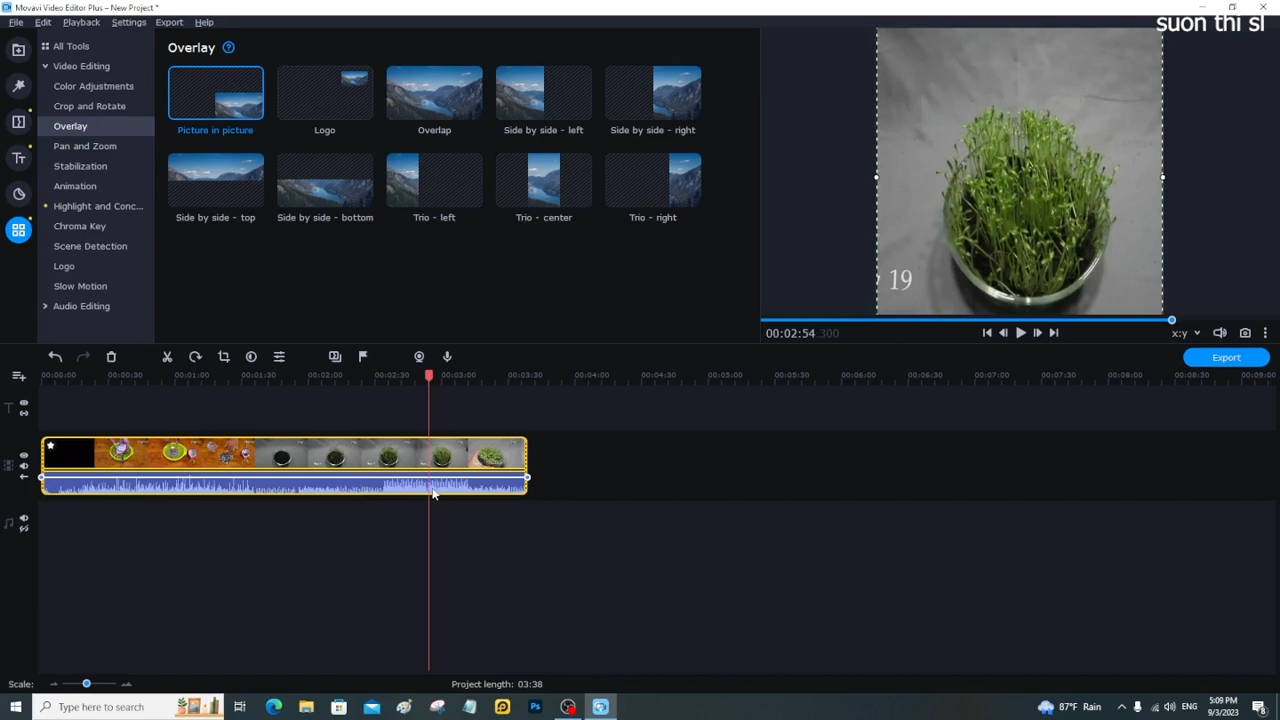 Movavi Video Editor Plus - New Project *
File Edit Playback Settings Export Help
suon thi sl
All Tools
Video Editing
Color Adjustments
Crop and Rotate
Overlay
Pan and Zoom
Stabilization
Animation
Highlight and Conc...
Chroma Key
Scene Detection
Logo
Slow Motion
Audio Editing
Overlay ?
Picture in picture Logo Overlap Side by side - left Side by side - right
Side by side - top Side by side - bottom Trio - left Trio - center Trio - right
19
00:02:54.300
x:y
Export
00:00:00 00:00:30 00:01:00 00:01:30 00:02:00 00:02:30 00:03:00 00:03:30 00:04:00 00:04:30 00:05:00 00:05:30 00:06:00 00:06:30 00:07:00 00:07:30 00:08:00 00:08:30 00:09:00
Scale:
Project length: 03:38
Type here to search
87°F Rain
5:09 PM
9/3/2023
8